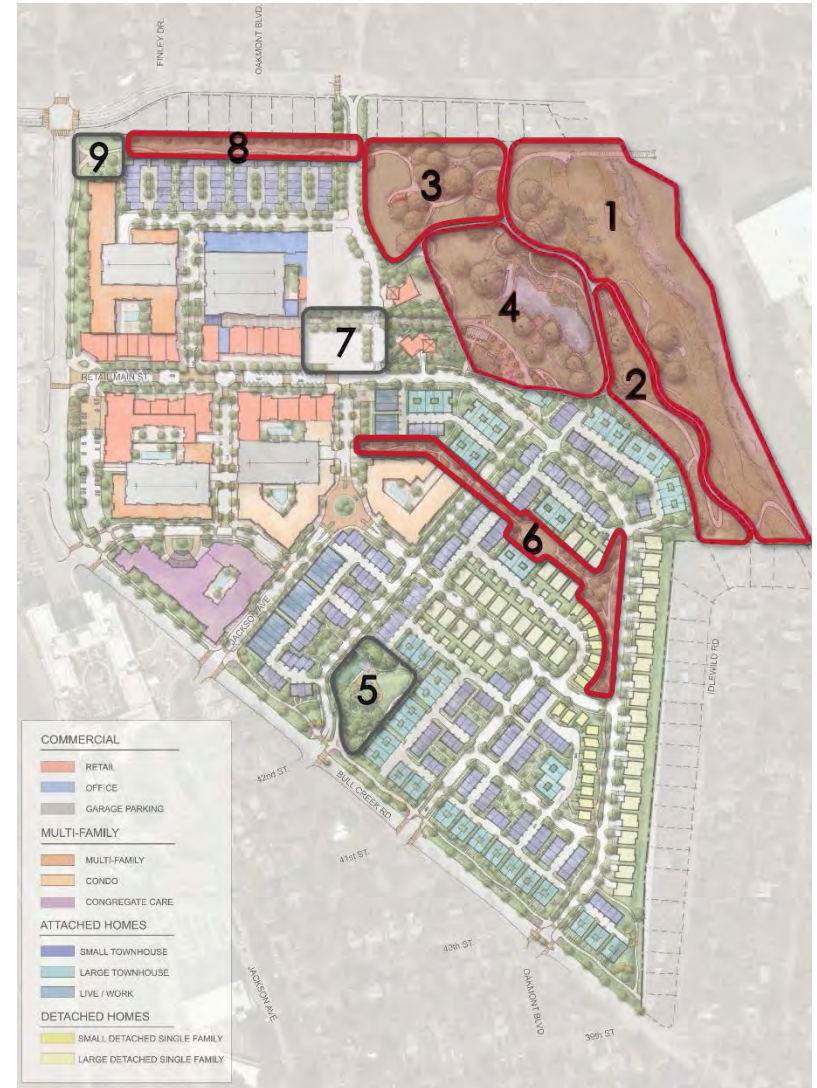 FINLEY DR.
OAKMONT BLVD.
9
8
3
1
4
7
2
RETAIL MAIN ST.
6
JACKSON AVE
5
IDLEWILD RD
42nd ST.
BULL CREEK RD
41st ST.
40th ST.
JACKSON AVE
OAKMONT BLVD
39th ST.
COMMERCIAL
RETAIL
OFFICE
GARAGE PARKING
MULTI-FAMILY
MULTI-FAMILY
CONDO
CONGREGATE CARE
ATTACHED HOMES
SMALL TOWNHOUSE
LARGE TOWNHOUSE
LIVE / WORK
DETACHED HOMES
SMALL DETACHED SINGLE FAMILY
LARGE DETACHED SINGLE FAMILY